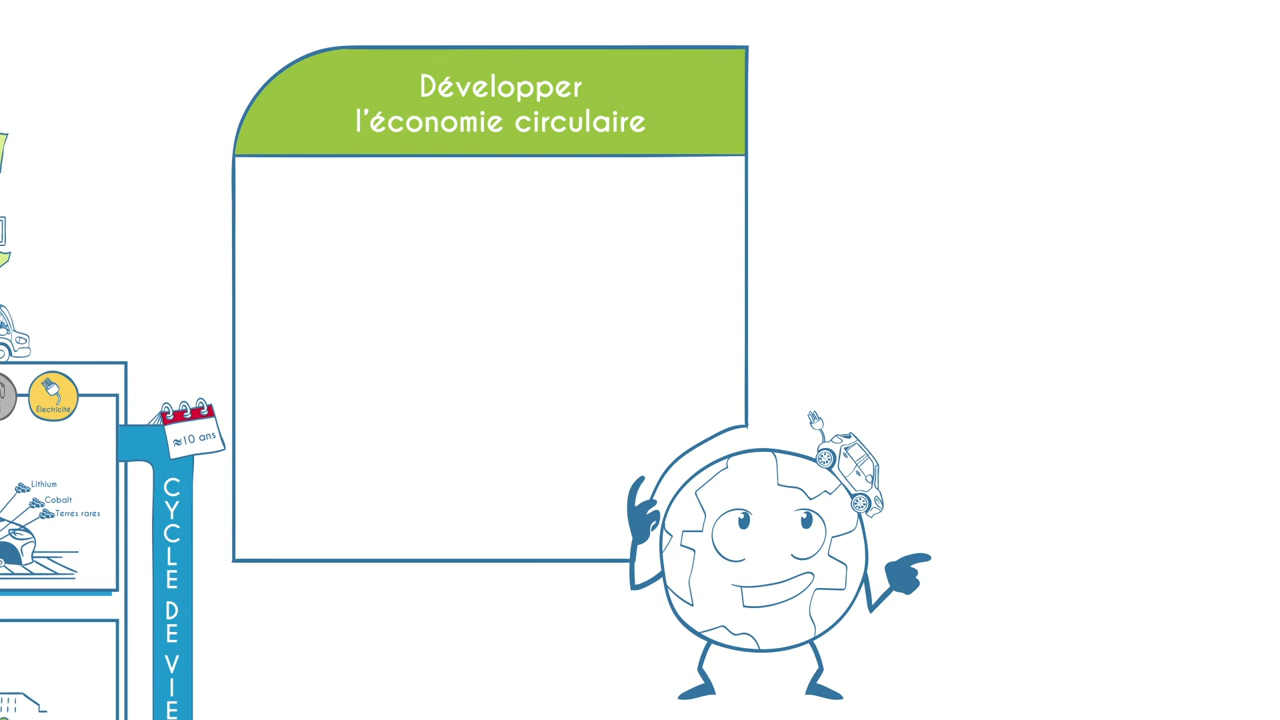 Développer
l'économie circulaire
Électricité
≈10 ans
Lithium
Cobalt
Terres rares
CYCLE DE VIE